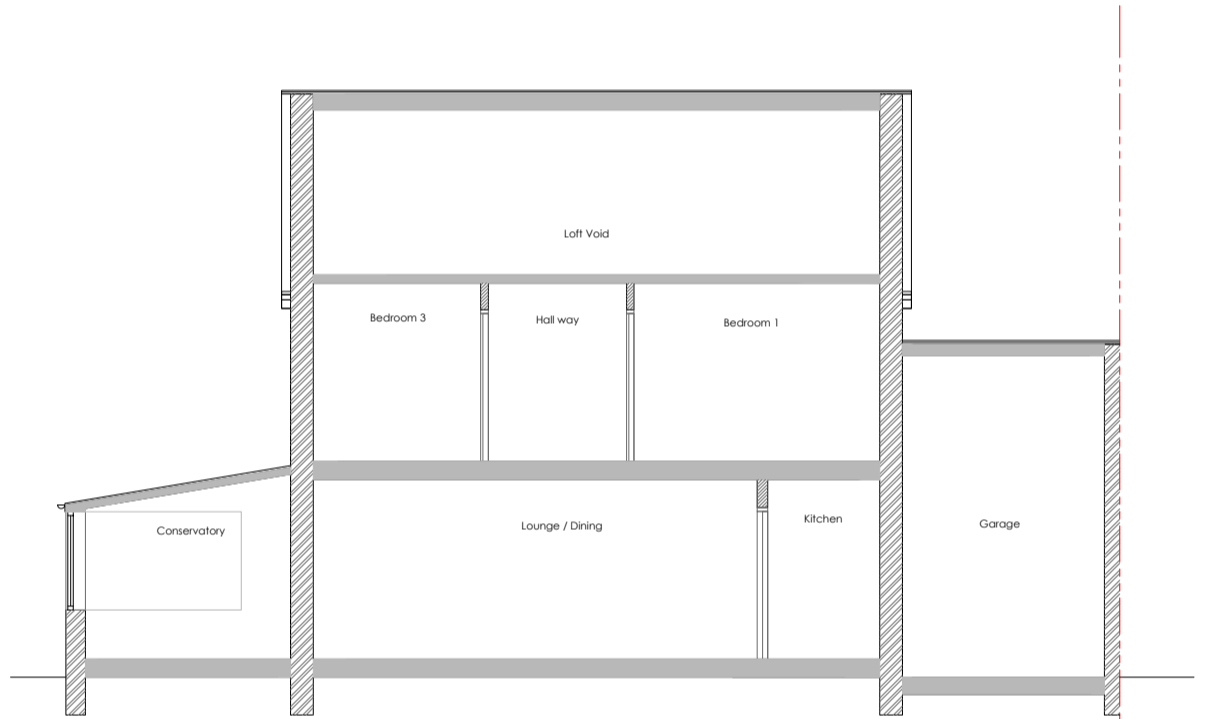 Loft Void
Bedroom 3
Hall way
Bedroom 1
Conservatory
Lounge / Dining
Kitchen
Garage